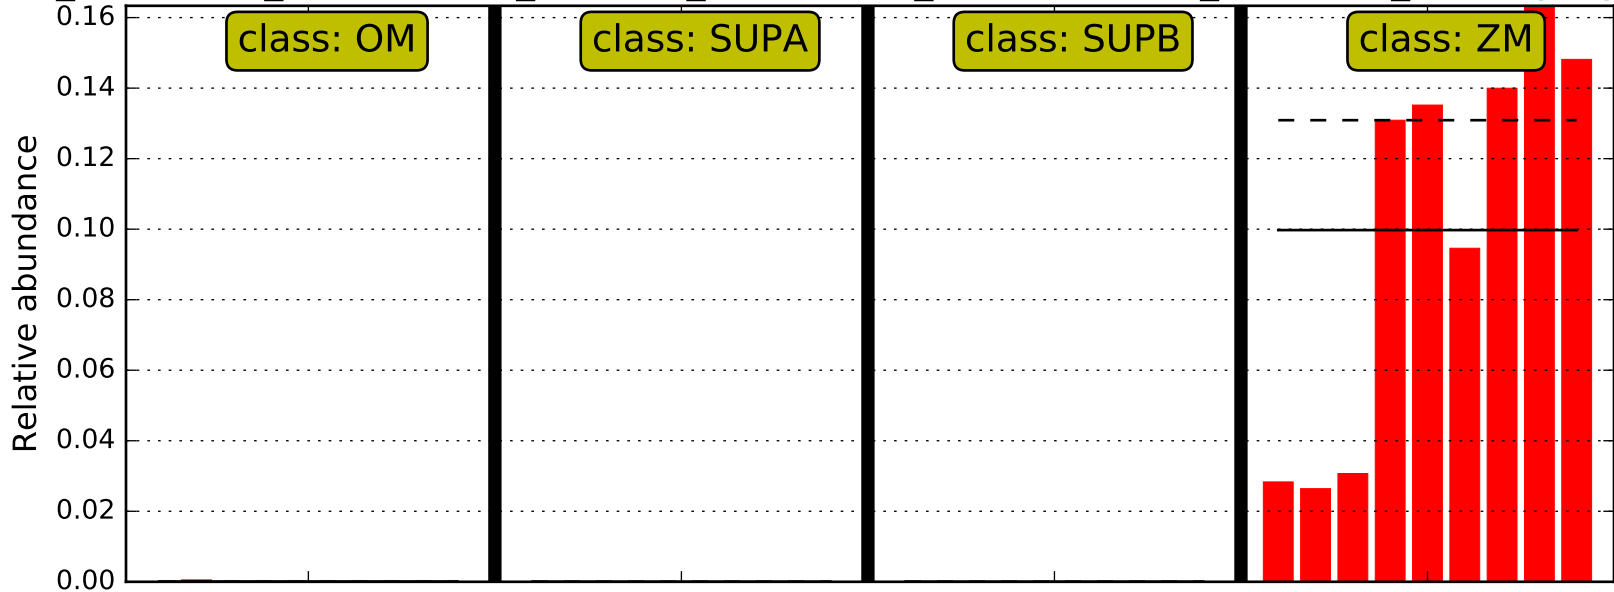 class: OM
class: SUPA
class: SUPB
class: ZM
Relative abundance
0.16
0.14
0.12
0.10
0.08
0.06
0.04
0.02
0.00